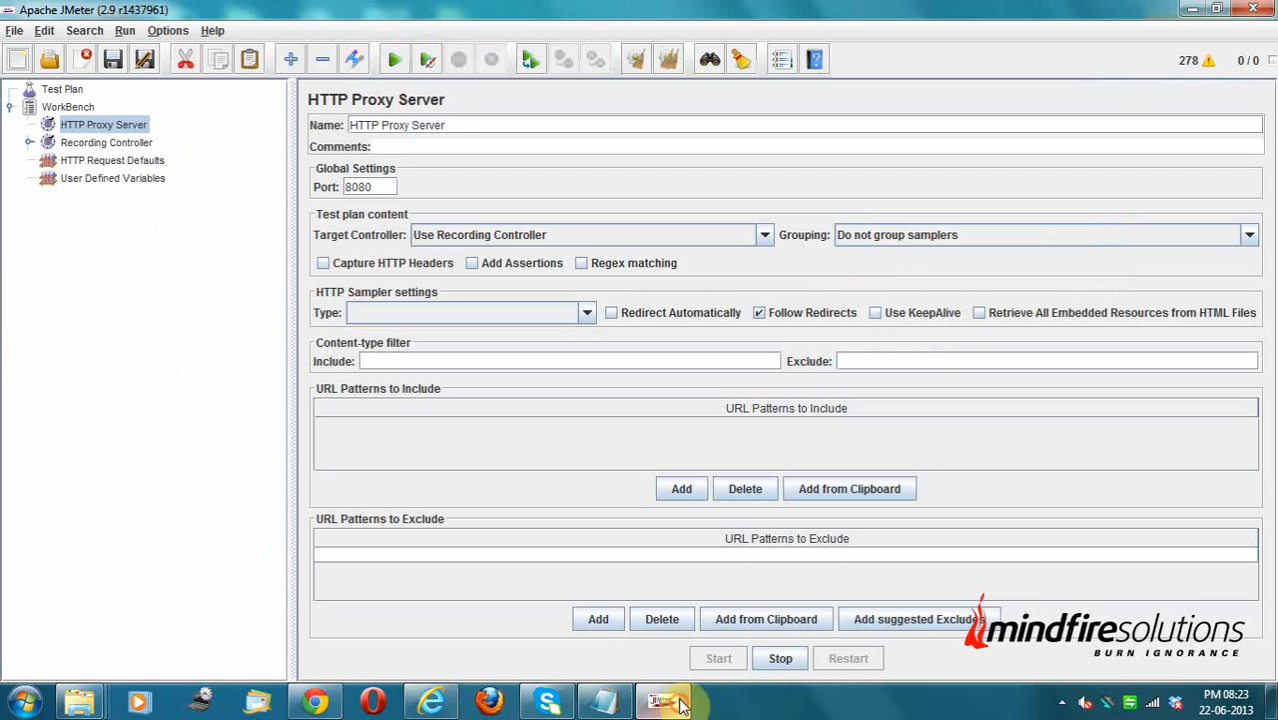 Apache JMeter (2.9 r1437961)
File Edit Search Run Options Help
278 0 / 0
Test Plan
WorkBench
HTTP Proxy Server
Recording Controller
HTTP Request Defaults
User Defined Variables
HTTP Proxy Server
Name: HTTP Proxy Server
Comments:
Global Settings
Port: 8080
Test plan content
Target Controller: Use Recording Controller Grouping: Do not group samplers
Capture HTTP Headers Add Assertions Regex matching
HTTP Sampler settings
Type: Redirect Automatically Follow Redirects Use KeepAlive Retrieve All Embedded Resources from HTML Files
Content-type filter
Include: Exclude:
URL Patterns to Include
URL Patterns to Include
Add Delete Add from Clipboard
URL Patterns to Exclude
URL Patterns to Exclude
Add Delete Add from Clipboard Add suggested Excludes
mindfiresolutions
BURN IGNORANCE
Start Stop Restart
PM 08:23
22-06-2013